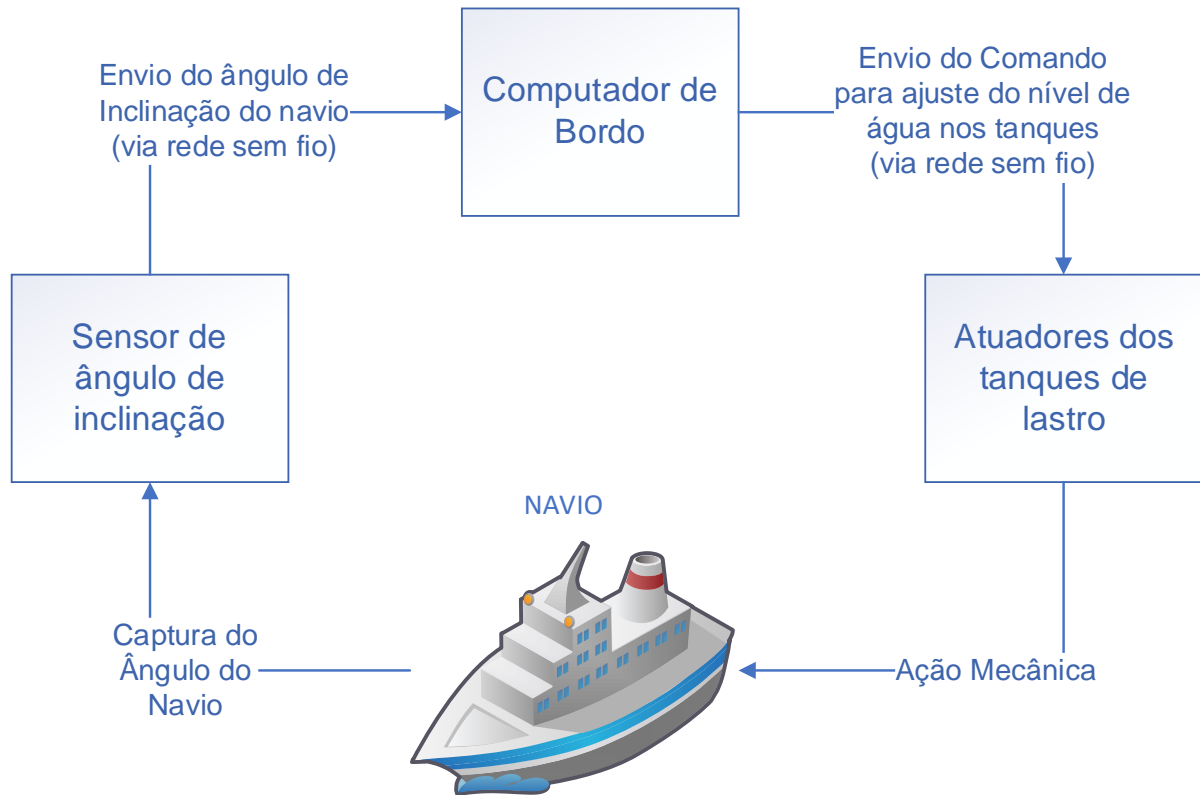 Envio do ângulo de
Inclinação do navio
(via rede sem fio)
Computador de
Bordo
Envio do Comando
para ajuste do nível de
água nos tanques
(via rede sem fio)
Sensor de
ângulo de
inclinação
Atuadores dos
tanques de
lastro
NAVIO
Captura do
Ângulo do
Navio
Ação Mecânica